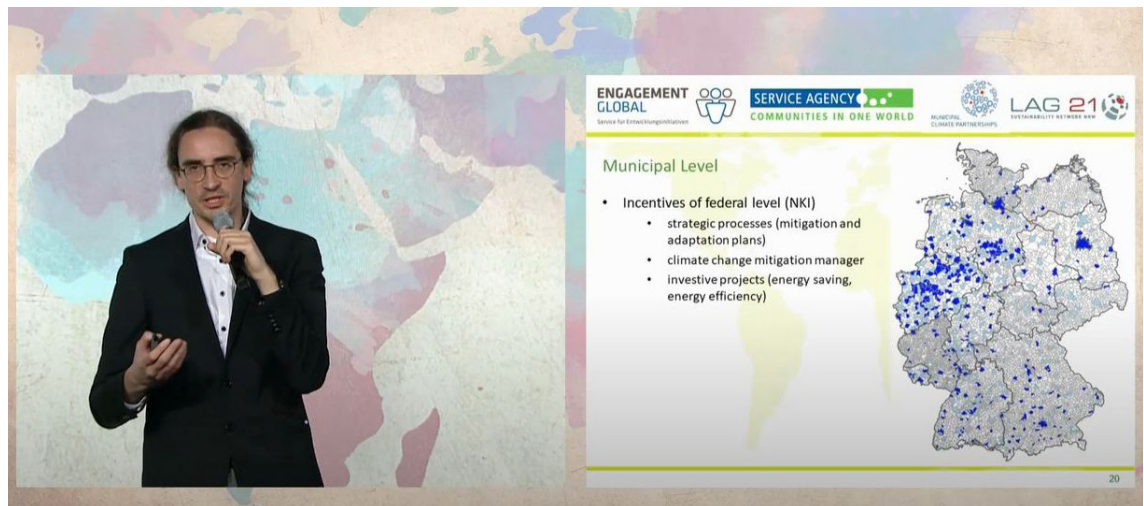 ENGAGEMENT
GLOBAL
Service für Entwicklungsinitiativen
SERVICE AGENCY
COMMUNITIES IN ONE WORLD
MUNICIPAL
CLIMATE PARTNERSHIPS
LAG 21
SUSTAINABILITY NETWORK NRW
Municipal Level
• Incentives of federal level (NKI)
• strategic processes (mitigation and
adaptation plans)
• climate change mitigation manager
• investive projects (energy saving,
energy efficiency)
20